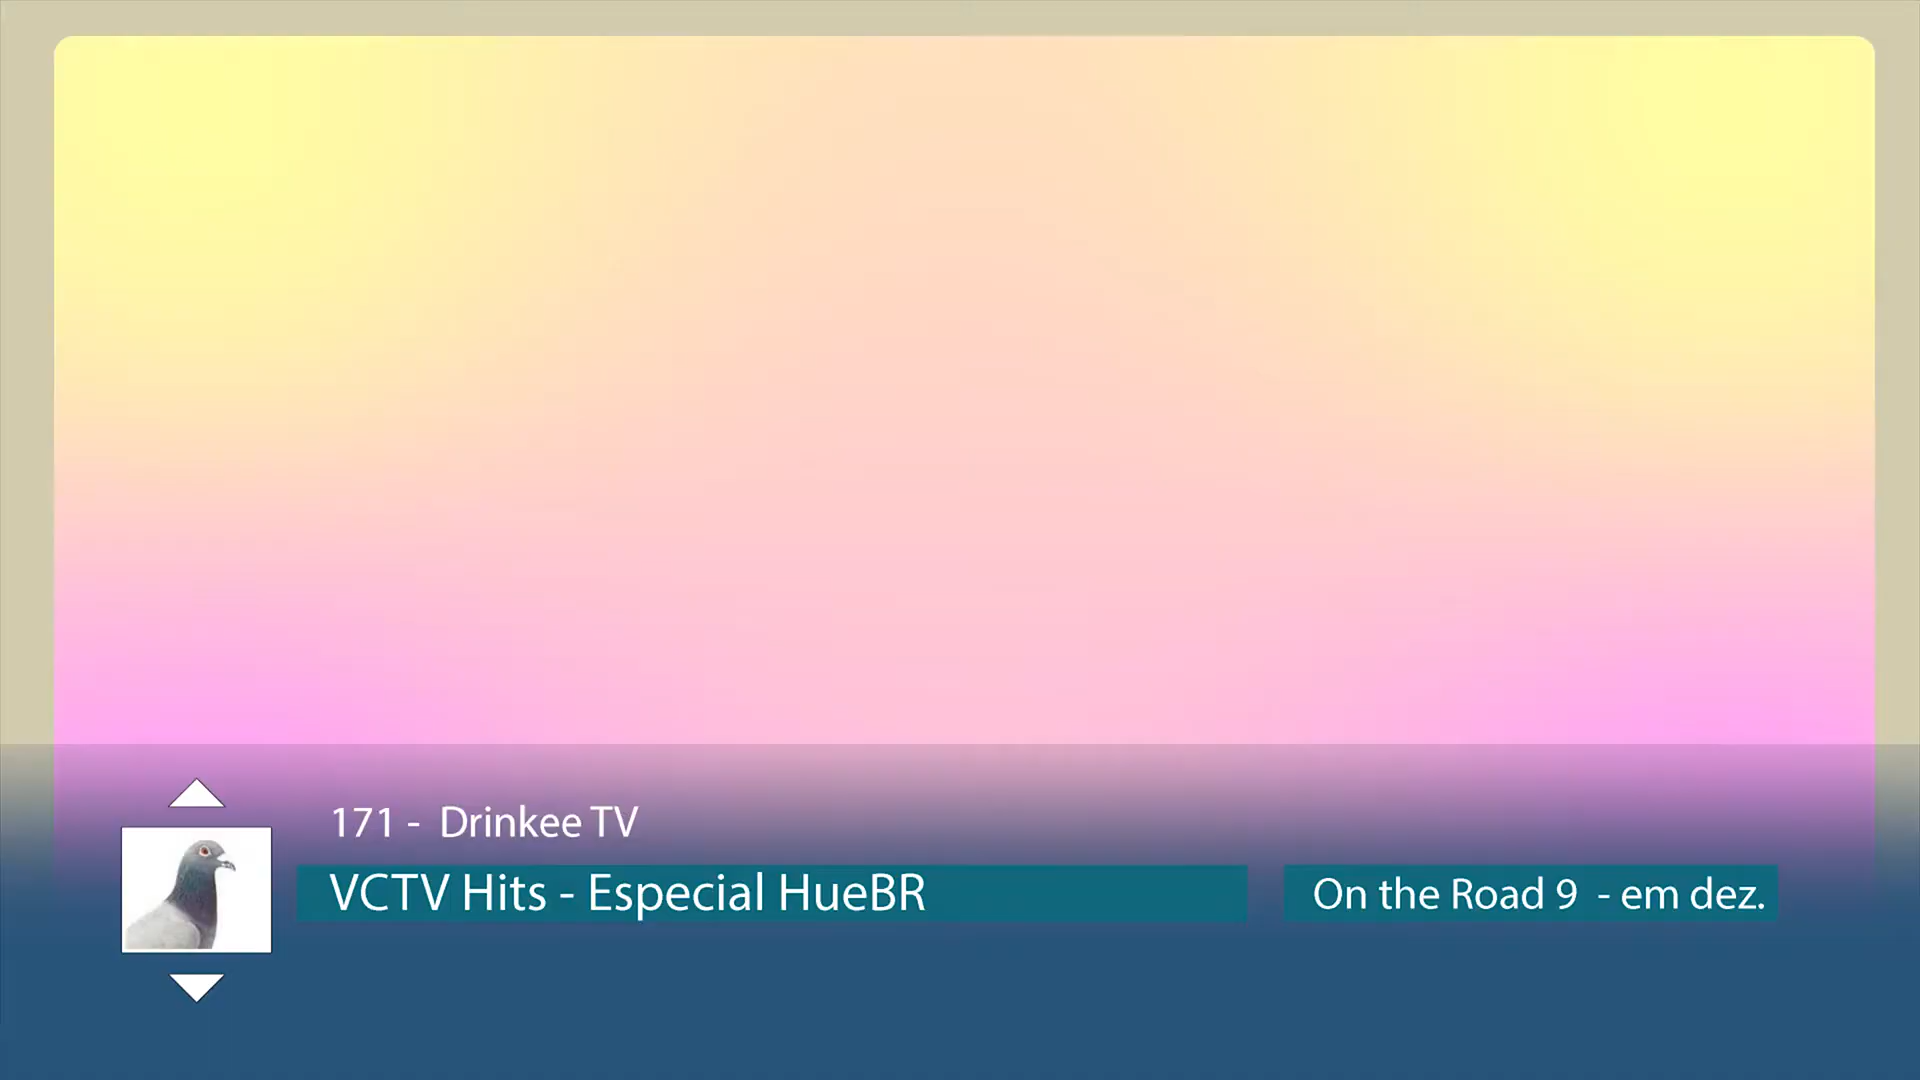 171 - Drinkee TV
VCTV Hits - Especial HueBR
On the Road 9 - em dez.